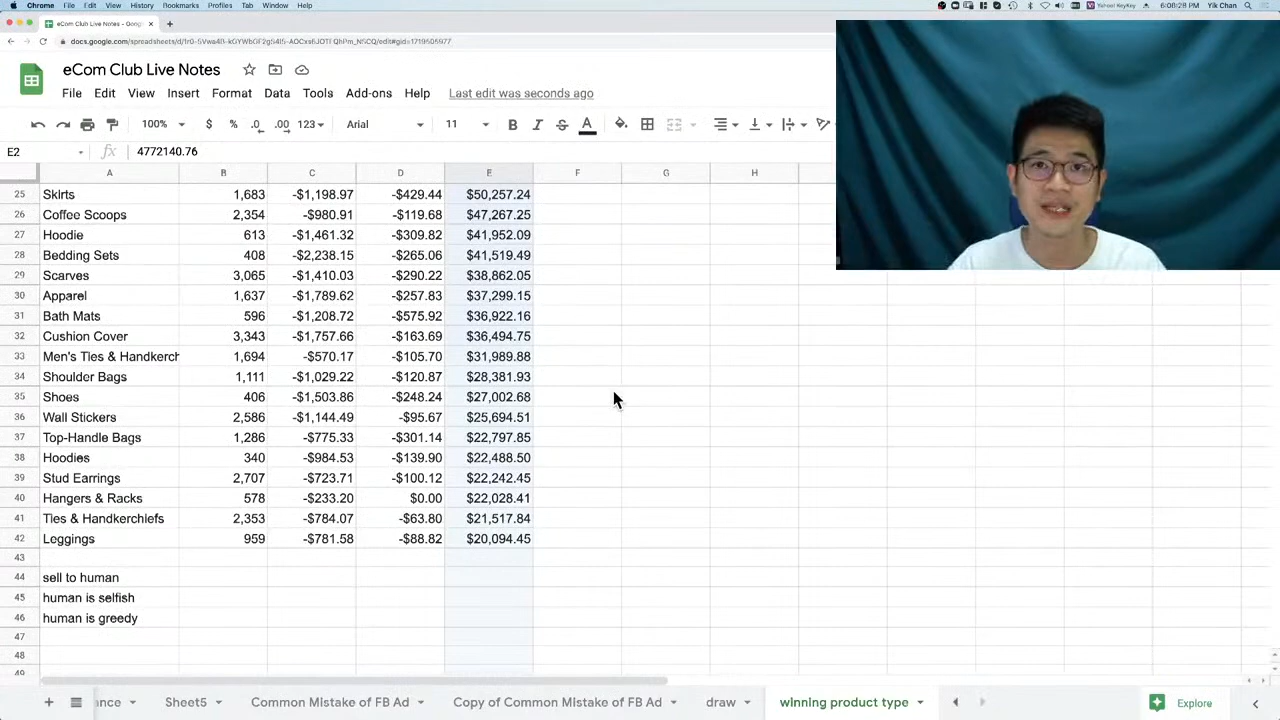 Edit View History Bookmarks Profiles Tab Window Help
Yahoo KeyKey 6:08:28 PM Yik Chan
eCom Club Live Notes - Goog
eCom Club Live Notes
File Edit View Insert Format Data Tools Add-ons Help Last edit was seconds ago
100% $ % .0 .00 123 Arial 11 B I S A
E2 fx 4772140.76
A B C D E F G H
25 Skirts 1,683 -$1,198.97 -$429.44 $50,257.24
26 Coffee Scoops 2,354 -$980.91 -$119.68 $47,267.25
27 Hoodie 613 -$1,461.32 -$309.82 $41,952.09
28 Bedding Sets 408 -$2,238.15 -$265.06 $41,519.49
29 Scarves 3,065 -$1,410.03 -$290.22 $38,862.05
30 Apparel 1,637 -$1,789.62 -$257.83 $37,299.15
31 Bath Mats 596 -$1,208.72 -$575.92 $36,922.16
32 Cushion Cover 3,343 -$1,757.66 -$163.69 $36,494.75
33 Men's Ties & Handkerch 1,694 -$570.17 -$105.70 $31,989.88
34 Shoulder Bags 1,111 -$1,029.22 -$120.87 $28,381.93
35 Shoes 406 -$1,503.86 -$248.24 $27,002.68
36 Wall Stickers 2,586 -$1,144.49 -$95.67 $25,694.51
37 Top-Handle Bags 1,286 -$775.33 -$301.14 $22,797.85
38 Hoodies 340 -$984.53 -$139.90 $22,488.50
39 Stud Earrings 2,707 -$723.71 -$100.12 $22,242.45
40 Hangers & Racks 578 -$233.20 $0.00 $22,028.41
41 Ties & Handkerchiefs 2,353 -$784.07 -$63.80 $21,517.84
42 Leggings 959 -$781.58 -$88.82 $20,094.45
43
44 sell to human
45 human is selfish
46 human is greedy
47
48
49
ance Sheet5 Common Mistake of FB Ad Copy of Common Mistake of FB Ad draw winning product type Explore